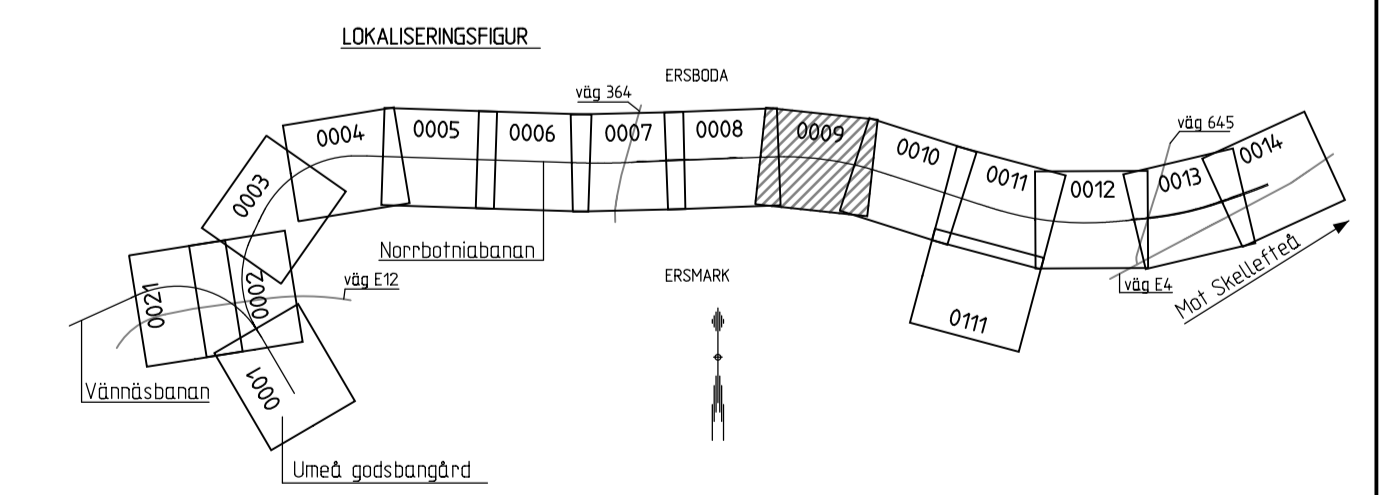 LOKALISERINGSFIGUR
ERSBODA
väg 364
väg 645
0004
0005
0006
0007
0008
0009
0010
0011
0012
0013
0014
0003
Norrbotniabanan
ERSMARK
väg E12
väg E4
Mot Skellefteå
0021
0002
0111
Vännäsbanan
0001
Umeå godsbangård